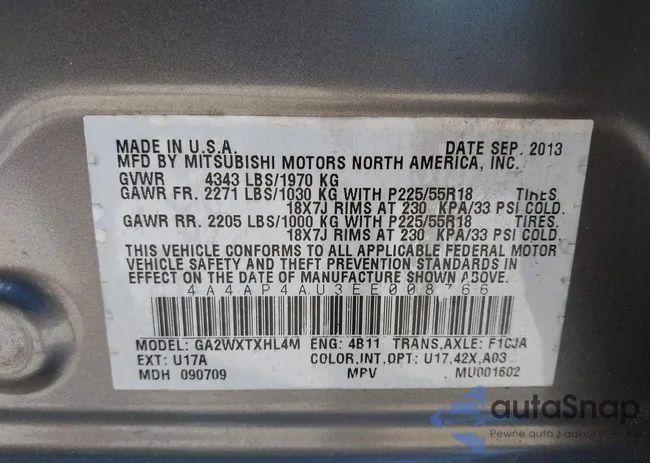 MADE IN U.S.A. DATE SEP. 2013
MFD BY MITSUBISHI MOTORS NORTH AMERICA, INC.
GVWR 4343 LBS/1970 KG
GAWR FR. 2271 LBS/1030 KG WITH P225/55R18 TIRES
18X7J RIMS AT 230 KPA/33 PSI COLD.
GAWR RR. 2205 LBS/1000 KG WITH P225/55R18 TIRES.
18X7J RIMS AT 230 KPA/33 PSI COLD.
THIS VEHICLE CONFORMS TO ALL APPLICABLE FEDERAL MOTOR
VEHICLE SAFETY AND THEFT PREVENTION STANDARDS IN
EFFECT ON THE DATE OF MANUFACTURE SHOWN ABOVE.
4A4AP4AU3EE008766
MODEL: GA2WXTXHL4M ENG: 4B11 TRANS,AXLE: F1CJA
EXT: U17A COLOR,INT,OPT: U17,42X,A03
MDH 090709 MPV MU001602
autaSnap
Pewne auto z aukcji USA